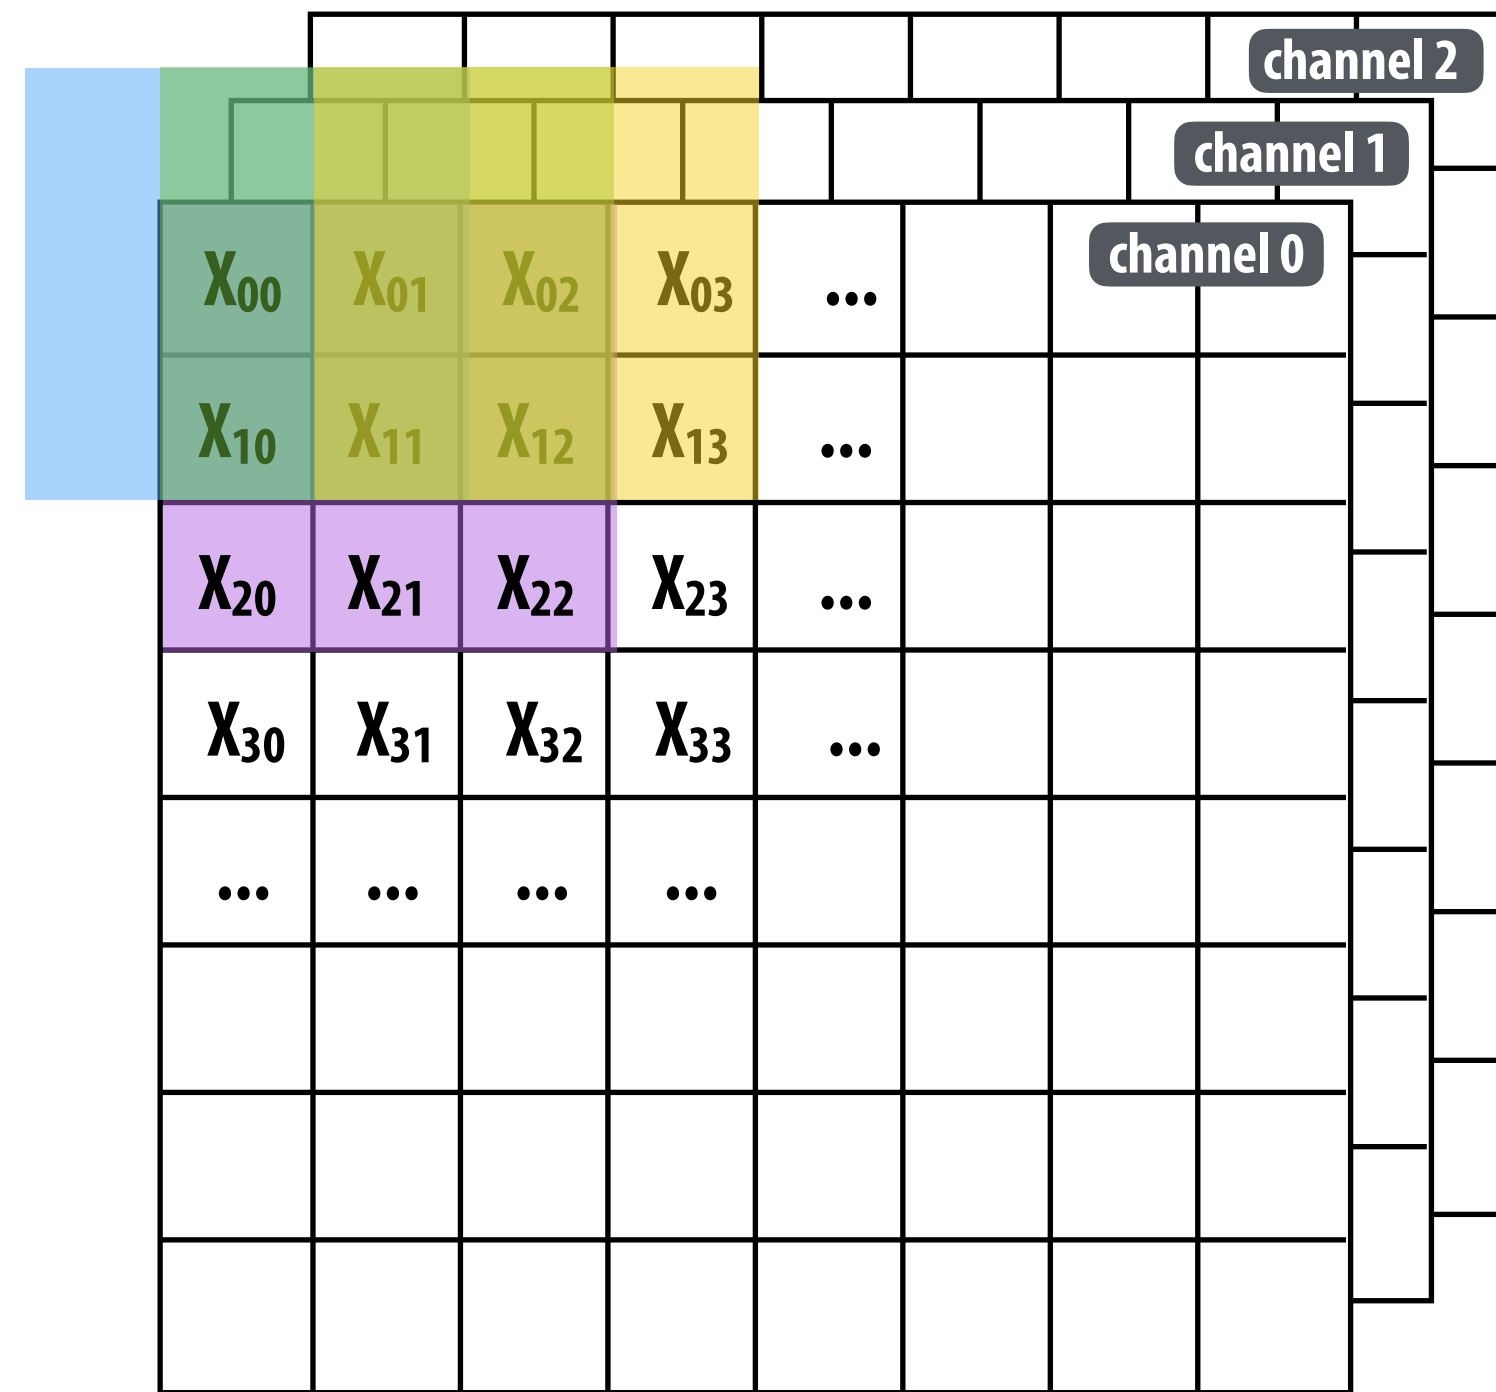 channel 2
channel 1
channel 0
X00 X01 X02 X03 ...
X10 X11 X12 X13 ...
X20 X21 X22 X23 ...
X30 X31 X32 X33 ...
... ... ... ...